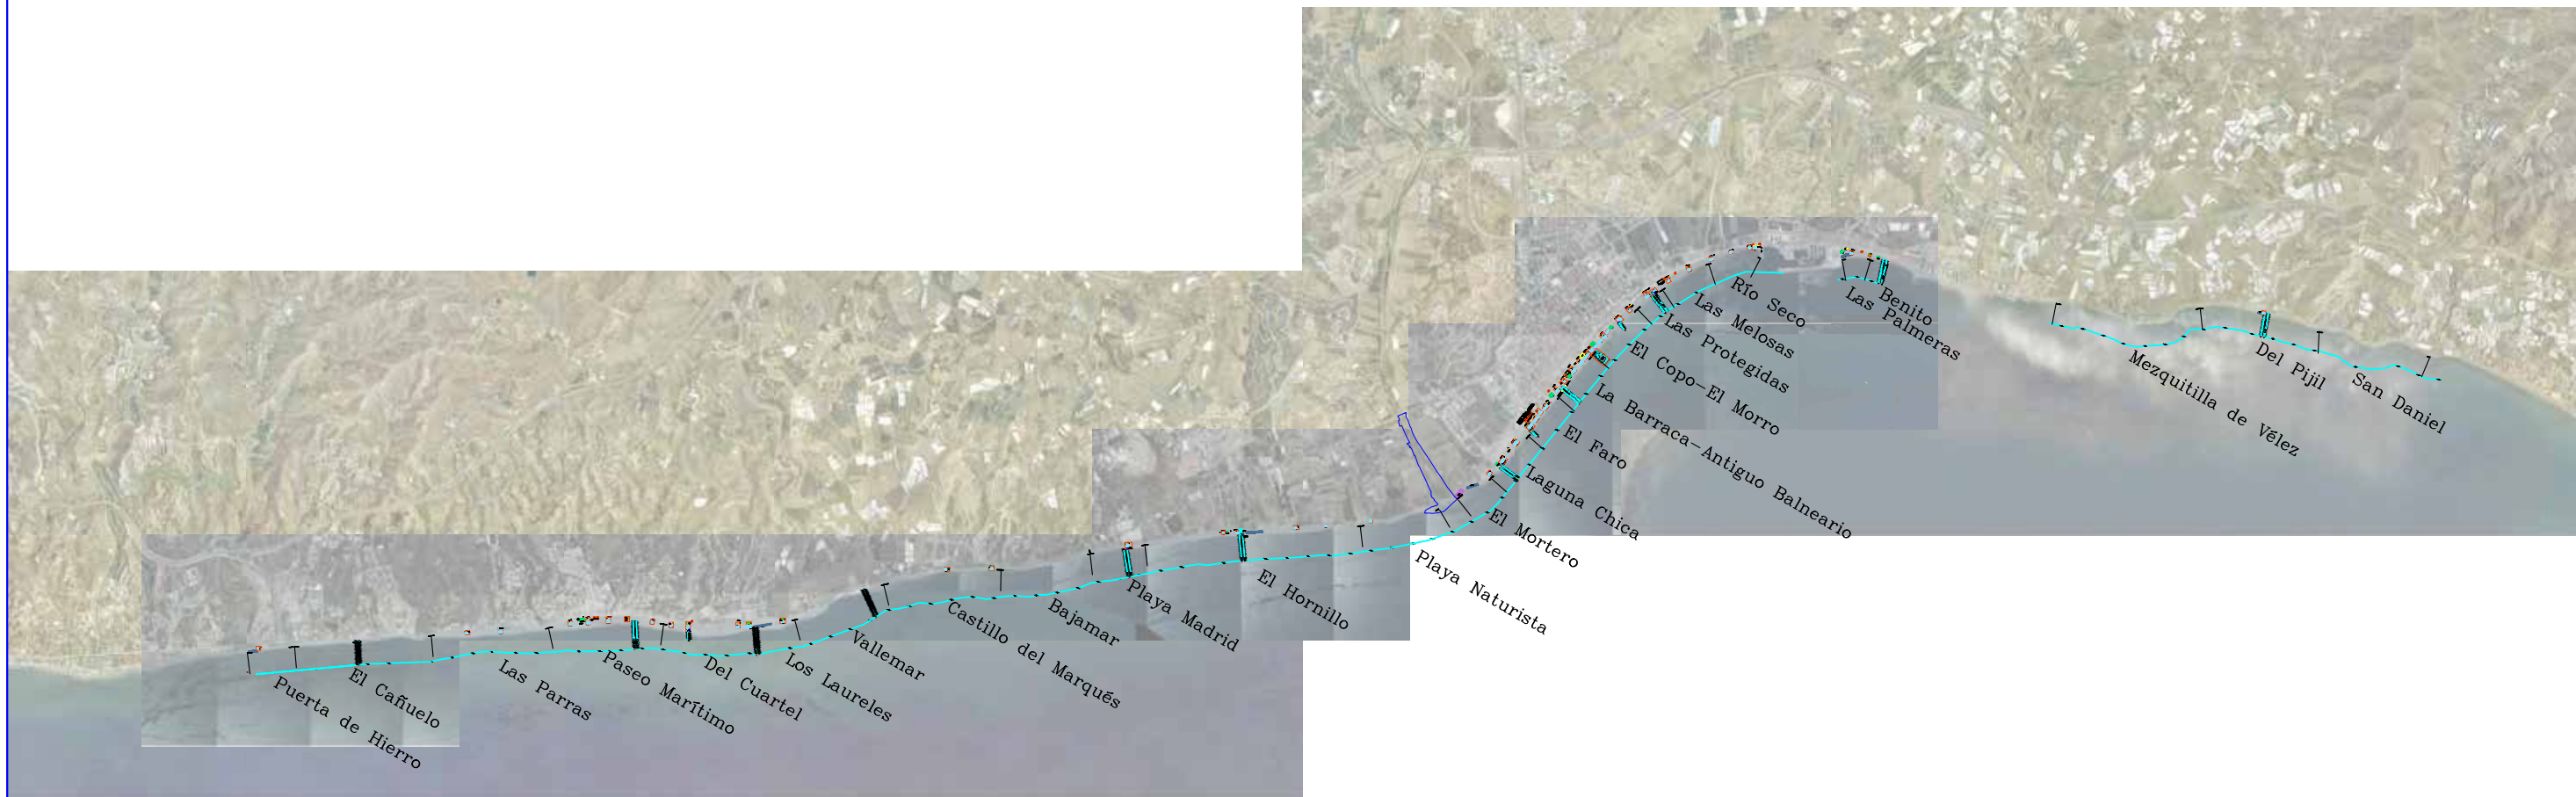 Puerta de Hierro
El Cañuelo
Las Parras
Paseo Marítimo
Del Cuartel
Los Laureles
Vallemar
Castillo del Marqués
Bajamar
Playa Madrid
El Hornillo
Playa Naturista
El Mortero
Laguna Chica
El Faro
La Barraca-Antiguo Balneario
El Copo-El Morro
Las Protegidas
Las Melosas
Río Seco
Las Palmeras
Benito
Mezquitilla de Vélez
Del Pijil
San Daniel